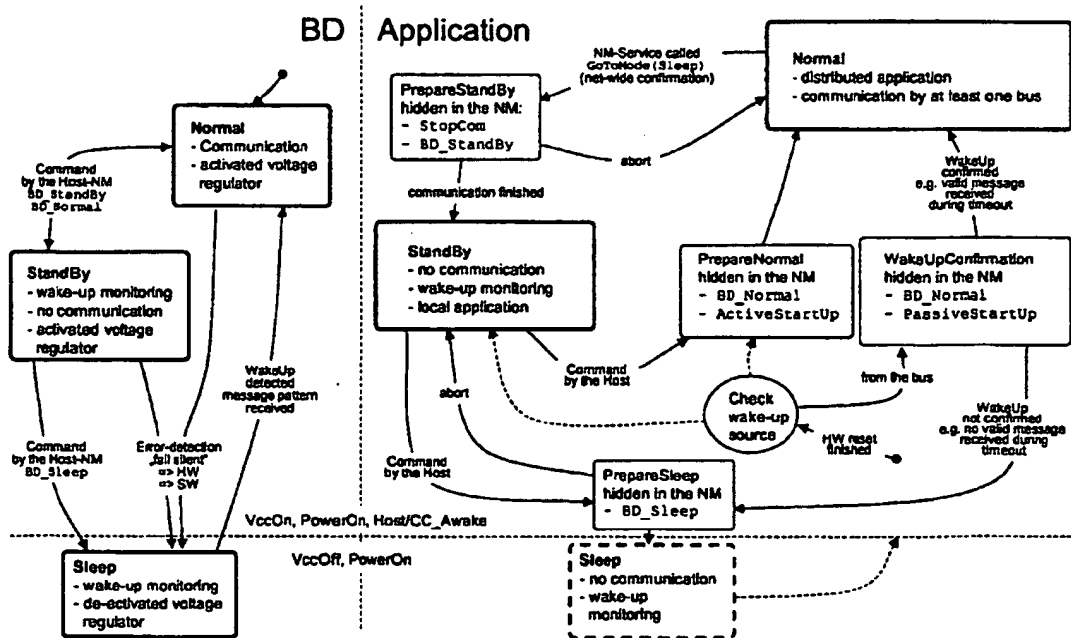 BD
Application
Normal
- Communication
- activated voltage
regulator
Command
by the Host-NM
BD_StandBy
BD_Normal
StandBy
- wake-up monitoring
- no communication
- activated voltage
regulator
WakeUp
detected
message pattern
received
Command
by the Host-NM
BD_Sleep
Error-detection
"fail silent"
=> HW
=> SW
Sleep
- wake-up monitoring
- de-activated voltage
regulator
NM-Service called
GoToMode(Sleep)
(net-wide confirmation)
Normal
- distributed application
- communication by at least one bus
PrepareStandBy
hidden in the NM:
- StopCom
- BD_StandBy
abort
communication finished
WakeUp
confirmed
e.g. valid message
received
during timeout
StandBy
- no communication
- wake-up monitoring
- local application
PrepareNormal
hidden in the NM
- BD_Normal
- ActiveStartUp
WakeUpConfirmation
hidden in the NM
- BD_Normal
- PassiveStartUp
Command
by the Host
from the bus
abort
Check
wake-up
source
HW reset
finished
WakeUp
not confirmed
e.g. no valid message
received during
timeout
Command
by the Host
PrepareSleep
hidden in the NM
- BD_Sleep
VccOn, PowerOn, Host/CC_Awake
VccOff, PowerOn
Sleep
- no communication
- wake-up
monitoring